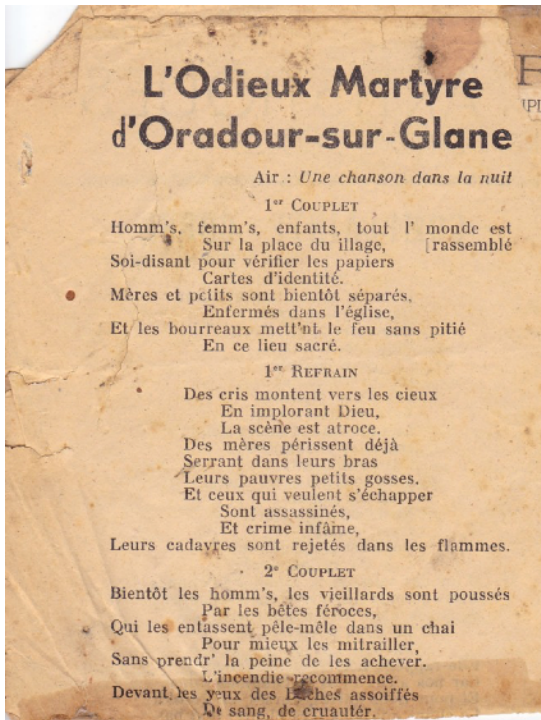 L'Odieux Martyre
d'Oradour-sur-Glane
Air : Une chanson dans la nuit
1er COUPLET
Homm's, femm's, enfants, tout l' monde est
Sur la place du illage, [rassemblé
Soi-disant pour vérifier les papiers
Cartes d'identité.
Mères et petits sont bientôt séparés,
Enfermés dans l'église,
Et les bourreaux mett'nt le feu sans pitié
En ce lieu sacré.
1er REFRAIN
Des cris montent vers les cieux
En implorant Dieu,
La scène est atroce.
Des mères périssent déjà
Serrant dans leurs bras
Leurs pauvres petits gosses.
Et ceux qui veulent s'échapper
Sont assassinés,
Et crime infâme,
Leurs cadavres sont rejetés dans les flammes.
2e COUPLET
Bientôt les homm's, les vieillards sont poussés
Par les bêtes féroces,
Qui les entassent pêle-mêle dans un chai
Pour mieux les mitrailler,
Sans prendr' la peine de les achever.
L'incendie recommence.
Devant les yeux des Boches assoiffés
De sang, de cruautér.